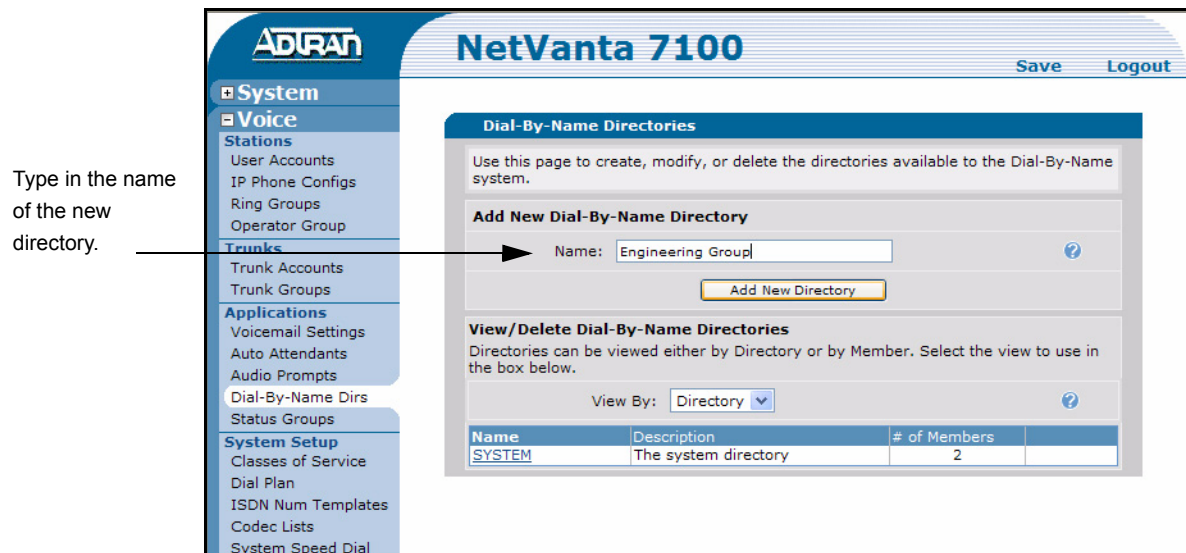 ADTRAN
NetVanta 7100
Save Logout
System
Voice
Stations
User Accounts
IP Phone Configs
Ring Groups
Operator Group
Trunks
Trunk Accounts
Trunk Groups
Applications
Voicemail Settings
Auto Attendants
Audio Prompts
Dial-By-Name Dirs
Status Groups
System Setup
Classes of Service
Dial Plan
ISDN Num Templates
Codec Lists
System Speed Dial
Type in the name
of the new
directory.
Dial-By-Name Directories
Use this page to create, modify, or delete the directories available to the Dial-By-Name
system.
Add New Dial-By-Name Directory
Name: Engineering Group
?
Add New Directory
View/Delete Dial-By-Name Directories
Directories can be viewed either by Directory or by Member. Select the view to use in
the box below.
View By: Directory
?
Name Description # of Members
SYSTEM The system directory 2